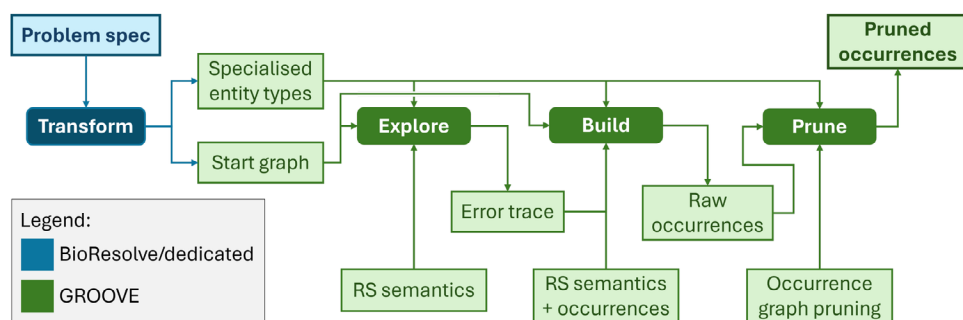 Problem spec
Pruned
occurrences
Specialised
entity types
Transform
Explore
Build
Prune
Start graph
Error trace
Raw
occurrences
Legend:
BioResolve/dedicated
GROOVE
RS semantics
RS semantics
+ occurrences
Occurrence
graph pruning